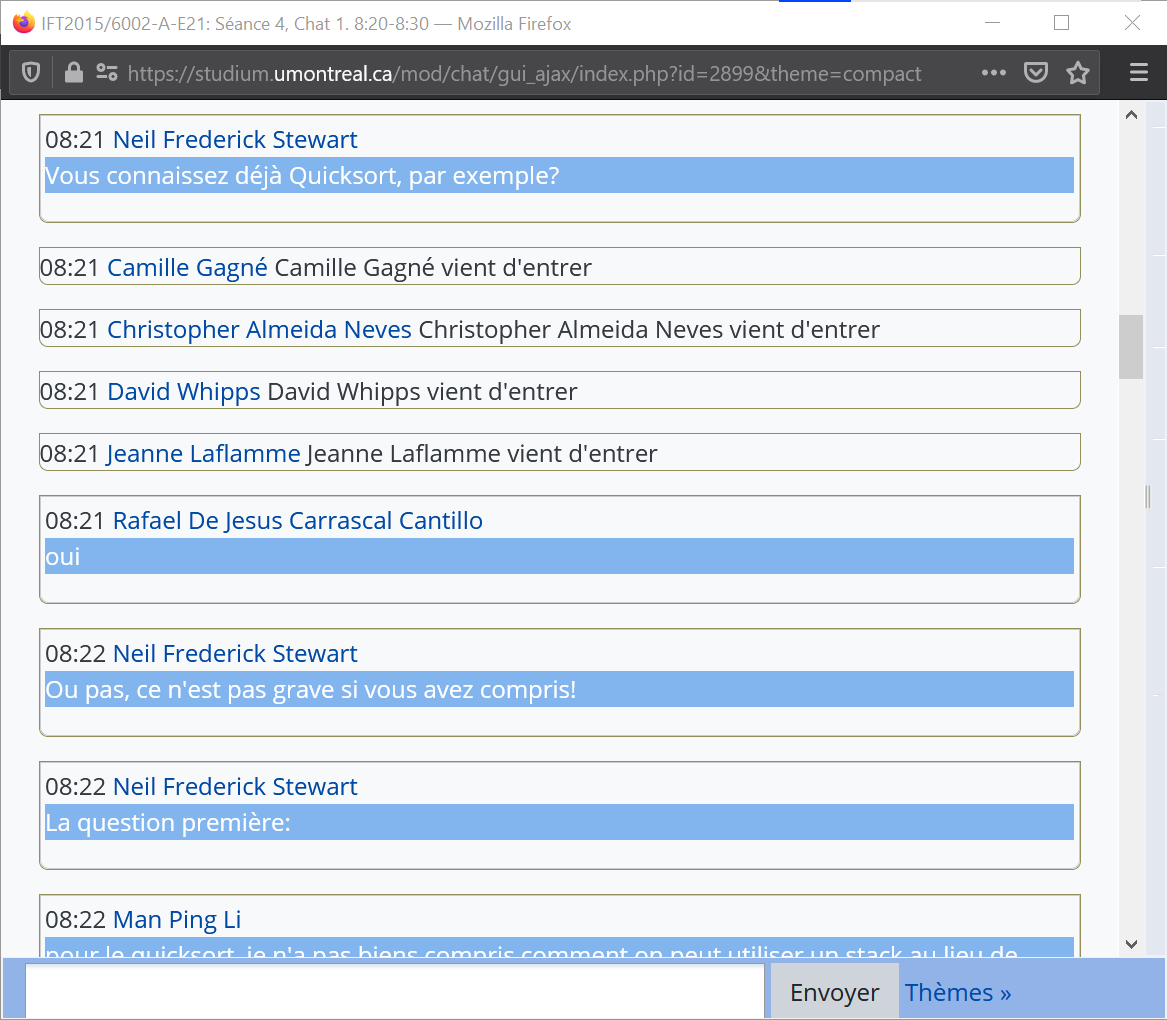 IFT2015/6002-A-E21: Séance 4, Chat 1. 8:20-8:30 — Mozilla Firefox
https://studium.umontreal.ca/mod/chat/gui_ajax/index.php?id=2899&theme=compact
08:21 Neil Frederick Stewart
Vous connaissez déjà Quicksort, par exemple?
08:21 Camille Gagné Camille Gagné vient d'entrer
08:21 Christopher Almeida Neves Christopher Almeida Neves vient d'entrer
08:21 David Whipps David Whipps vient d'entrer
08:21 Jeanne Laflamme Jeanne Laflamme vient d'entrer
08:21 Rafael De Jesus Carrascal Cantillo
oui
08:22 Neil Frederick Stewart
Ou pas, ce n'est pas grave si vous avez compris!
08:22 Neil Frederick Stewart
La question première:
08:22 Man Ping Li
pour le quicksort, je n'a pas biens compris comment on peut utiliser un stack au lieu de
Envoyer Thèmes »